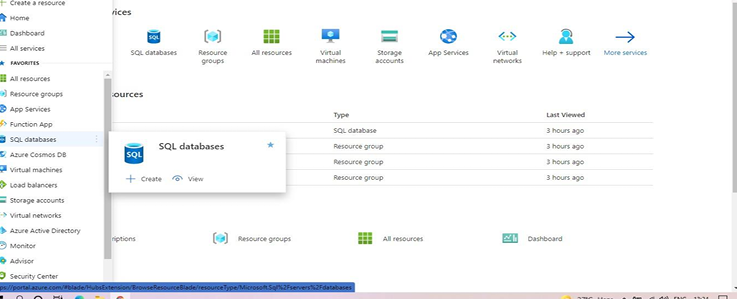 Create a resource
Home
Dashboard
All services
FAVORITES
All resources
Resource groups
App Services
Function App
SQL databases
Azure Cosmos DB
Virtual machines
Load balancers
Storage accounts
Virtual networks
Azure Active Directory
Monitor
Advisor
Security Center
vices
SQL databases
Resource groups
All resources
Virtual machines
Storage accounts
App Services
Virtual networks
Help + support
More services
ources
Type Last Viewed
SQL database 3 hours ago
Resource group 3 hours ago
Resource group 3 hours ago
Resource group 3 hours ago
SQL
SQL databases
Create View
riptions Resource groups All resources Dashboard
ps://portal.azure.com/#blade/HubsExtension/BrowseResourceBlade/resourceType/Microsoft.Sql%2Fservers%2Fdatabases